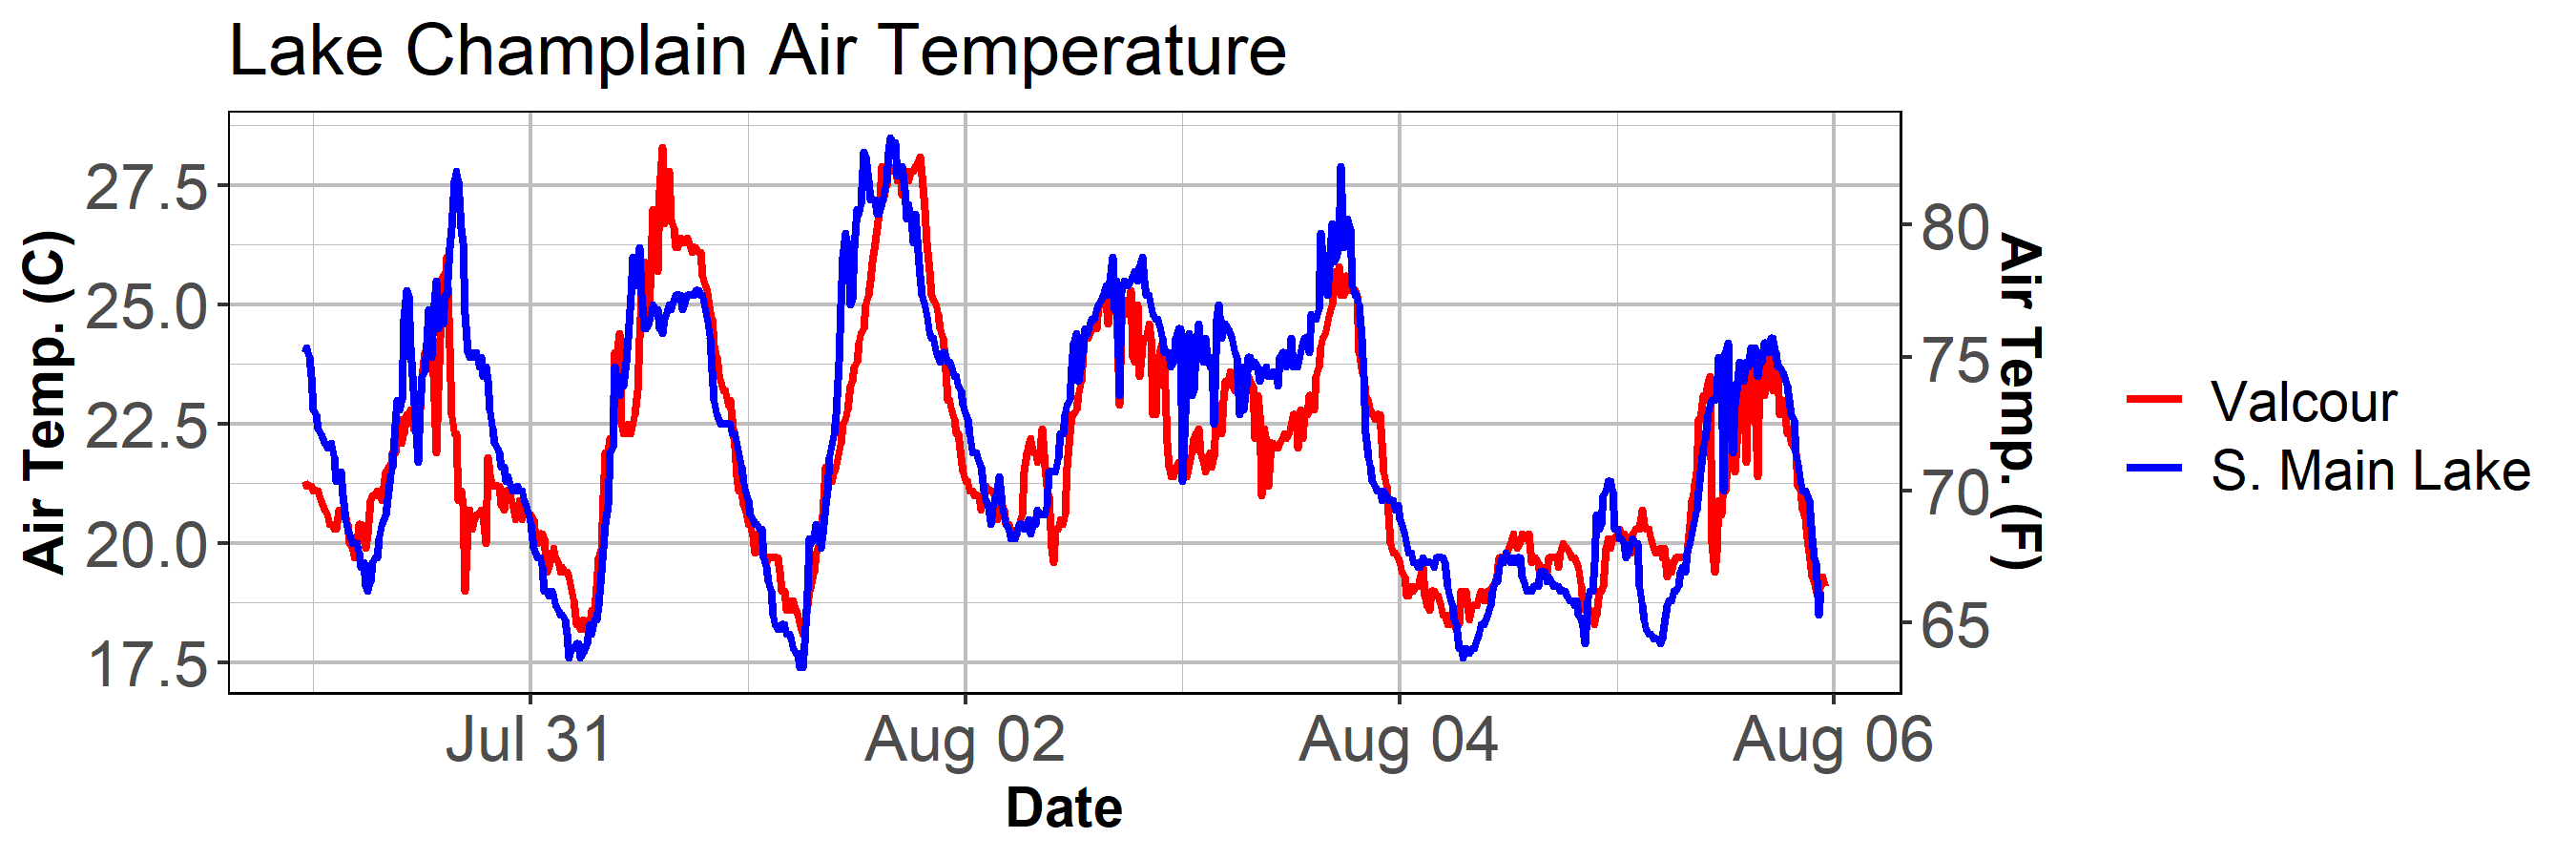 Lake Champlain Air Temperature
Air Temp. (C)
27.5
25.0
22.5
20.0
17.5
80
75
70
65
Air Temp. (F)
Jul 31
Aug 02
Aug 04
Aug 06
Date
Valcour
S. Main Lake